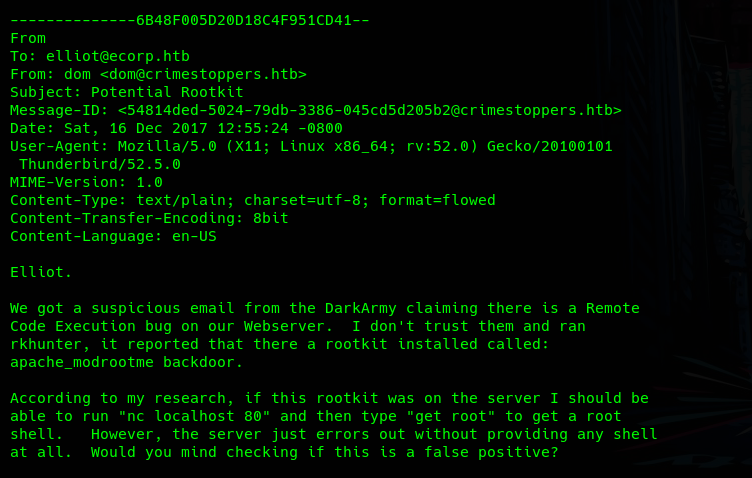 --------------6B48F005D20D18C4F951CD41--
From
To: elliot@ecorp.htb
From: dom <dom@crimestoppers.htb>
Subject: Potential Rootkit
Message-ID: <54814ded-5024-79db-3386-045cd5d205b2@crimestoppers.htb>
Date: Sat, 16 Dec 2017 12:55:24 -0800
User-Agent: Mozilla/5.0 (X11; Linux x86_64; rv:52.0) Gecko/20100101
 Thunderbird/52.5.0
MIME-Version: 1.0
Content-Type: text/plain; charset=utf-8; format=flowed
Content-Transfer-Encoding: 8bit
Content-Language: en-US

Elliot.

We got a suspicious email from the DarkArmy claiming there is a Remote
Code Execution bug on our Webserver.  I don't trust them and ran
rkhunter, it reported that there a rootkit installed called:
apache_modrootme backdoor.

According to my research, if this rootkit was on the server I should be
able to run "nc localhost 80" and then type "get root" to get a root
shell.   However, the server just errors out without providing any shell
at all.  Would you mind checking if this is a false positive?